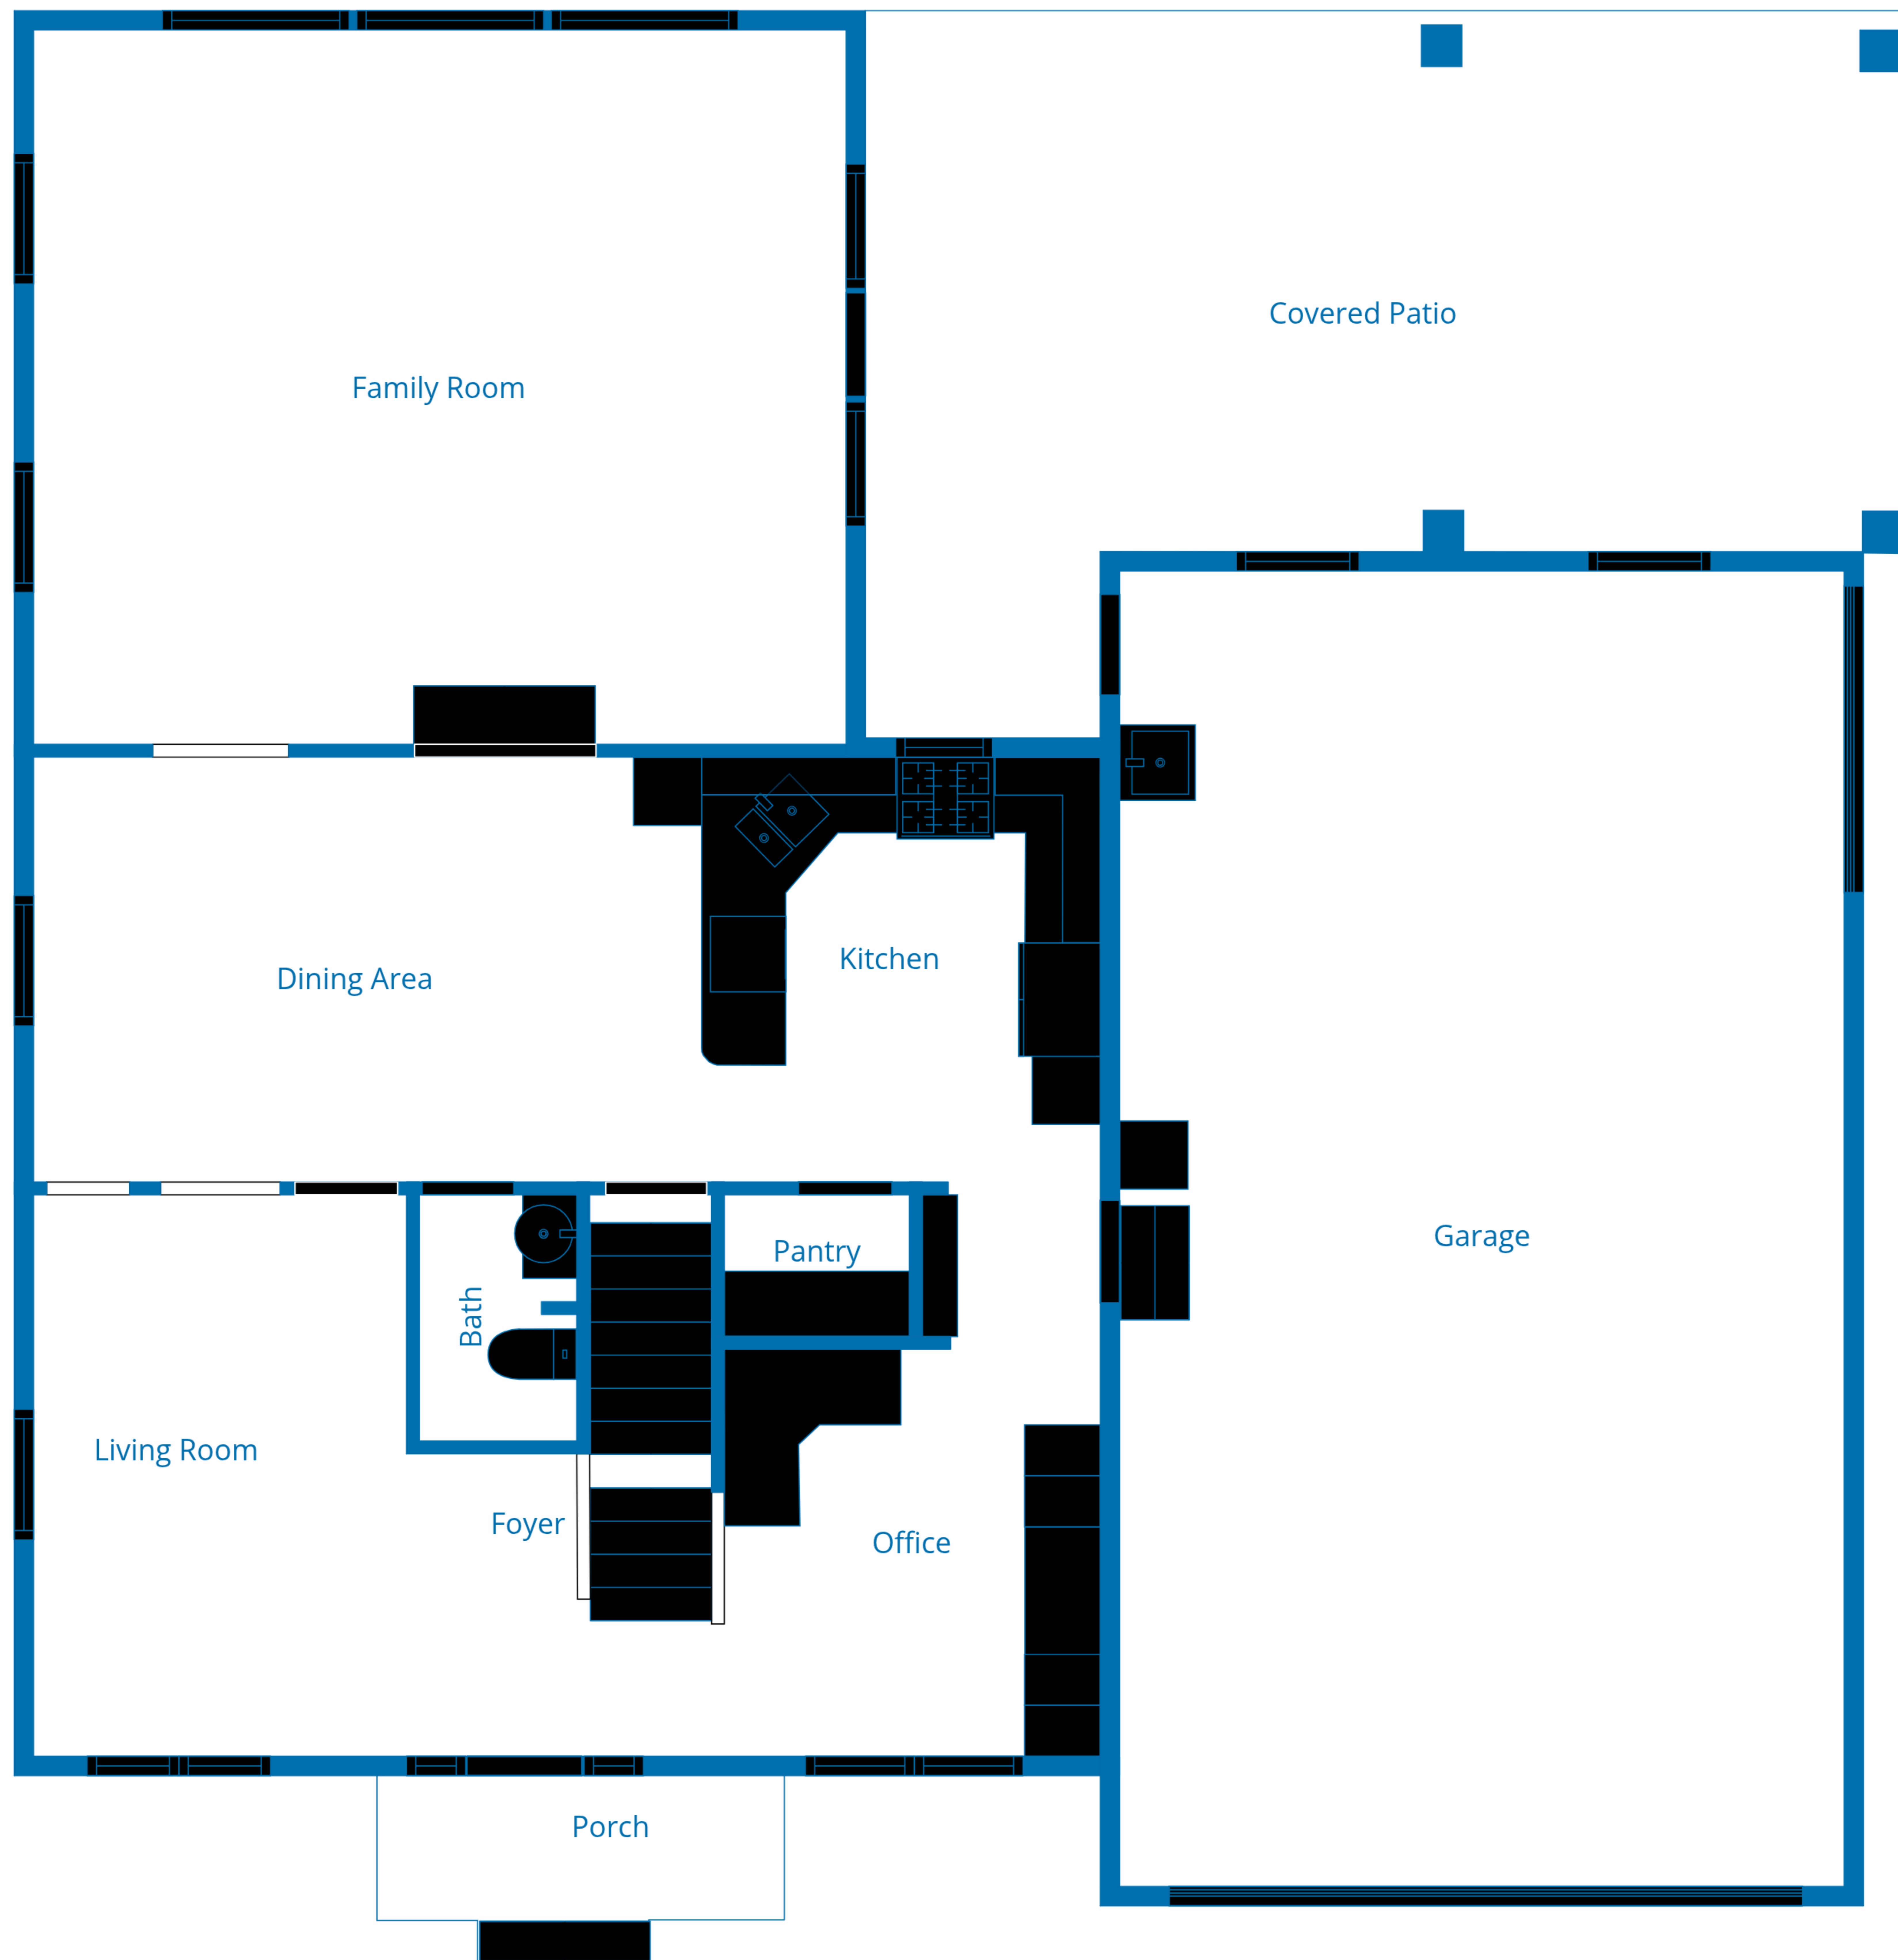 Covered Patio
Family Room
Kitchen
Dining Area
Garage
Pantry
Bath
Living Room
Foyer
Office
Porch